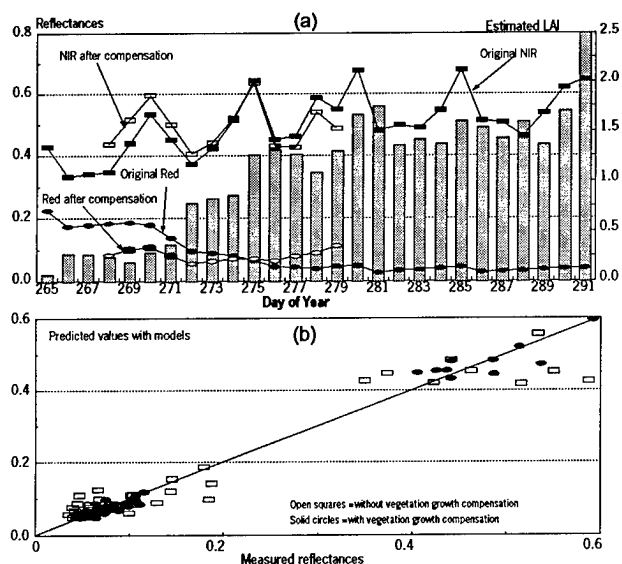 Reflectances
(a)
Estimated LAI
0.8
2.5
NIR after compensation
Original NIR
0.6
2.0
1.5
0.4
Original Red
1.0
Red after compensation
0.2
0.5
0.0
0.0
265 267 269 271 273 275 277 279 281 283 285 287 289 291
Day of Year
0.6
Predicted values with models
(b)
0.4
0.2
Open squares =without vegetation growth compensation
Solid circles =with vegetation growth compensation
0.0
0 0.2 0.4 0.6
Measured reflectances